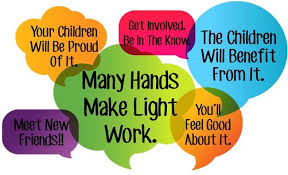 Your Children
Will Be Proud
Of It.
Get Involved.
Be In The Know.
The Children
Will Benefit
From It.
Many Hands
Make Light
Work.
Meet New
Friends!!
You'll
Feel Good
About It.